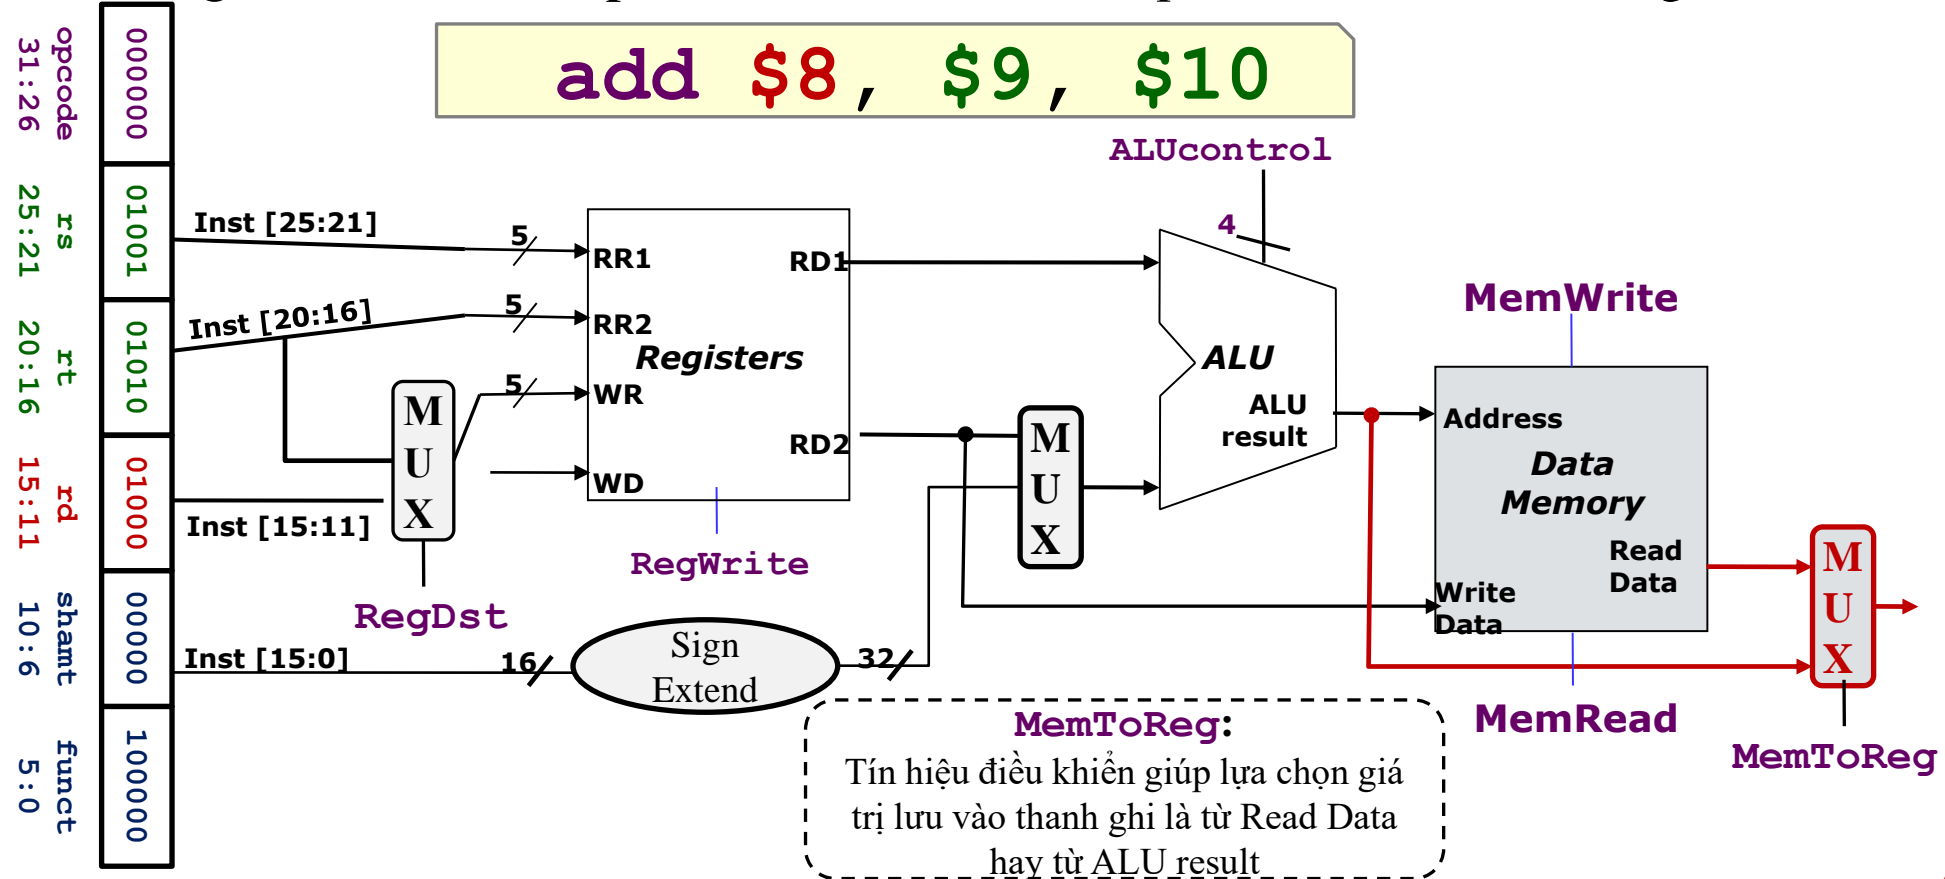 add $8, $9, $10
opcode
31:26
000000
rs
25:21
01001
rt
20:16
01010
rd
15:11
01000
shamt
10:6
00000
funct
5:0
100000
Inst [25:21]
5
RR1
Inst [20:16]
5
RR2
Registers
5
WR
WD
RD1
RD2
MUX
Inst [15:11]
RegDst
RegWrite
Inst [15:0]
16
Sign
Extend
32
MUX
ALUcontrol
4
ALU
ALU
result
MemWrite
Address
Data
Memory
Read
Data
Write
Data
MemRead
MUX
MemToReg
MemToReg:
Tín hiệu điều khiển giúp lựa chọn giá
trị lưu vào thanh ghi là từ Read Data
hay từ ALU result